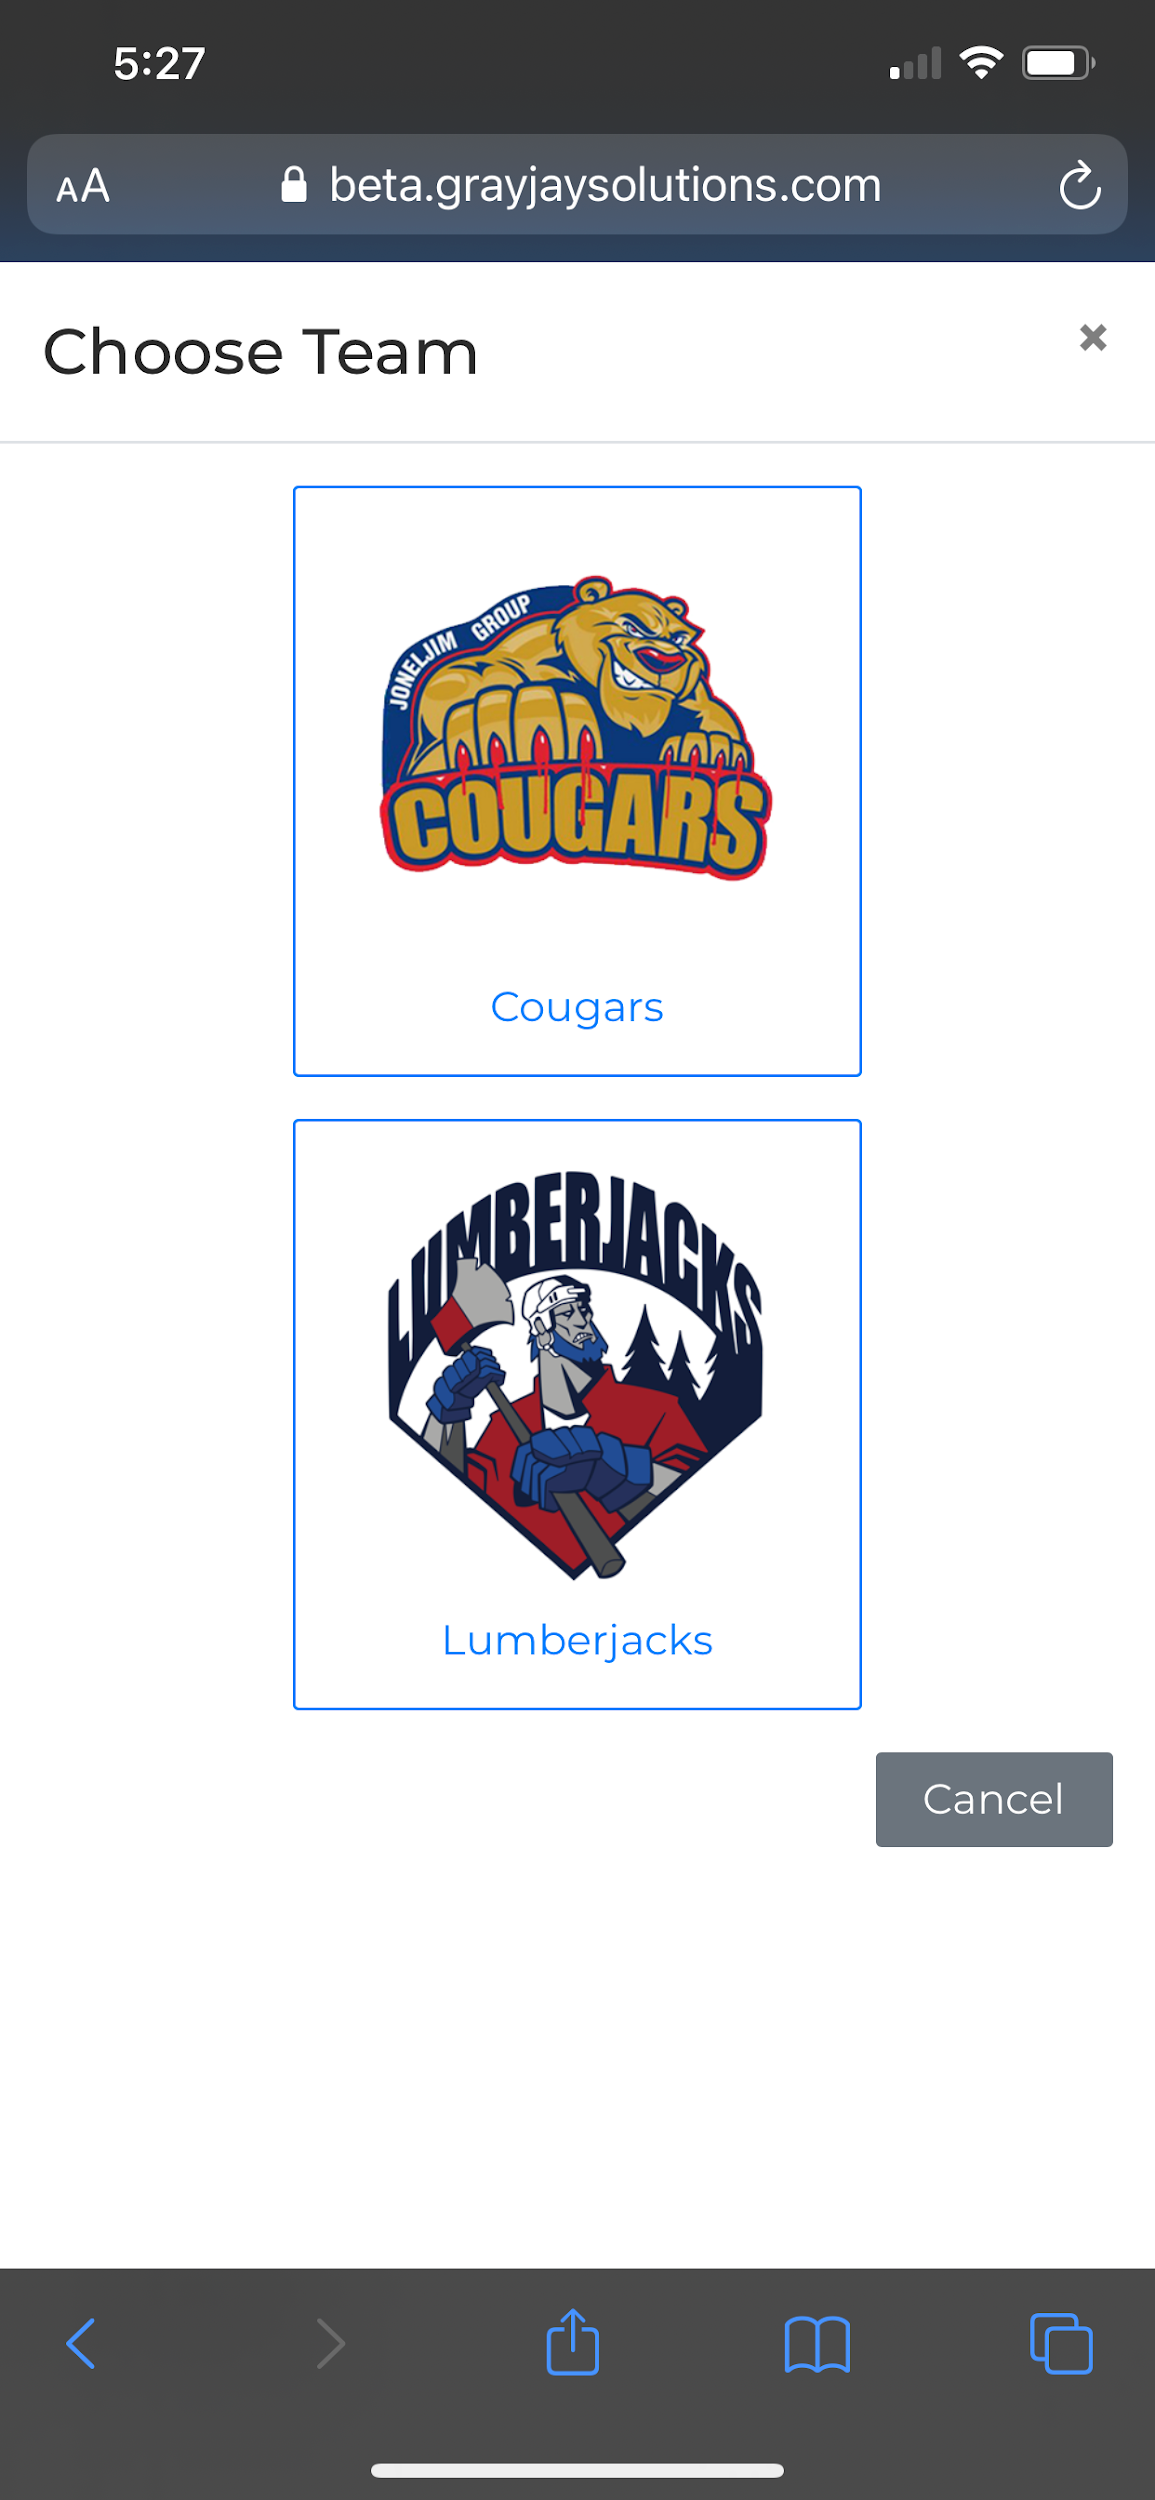 5:27
AA beta.grayjaysolutions.com
Choose Team
JONELJIM GROUP
COUGARS
Cougars
LUMBERJACKS
Lumberjacks
Cancel